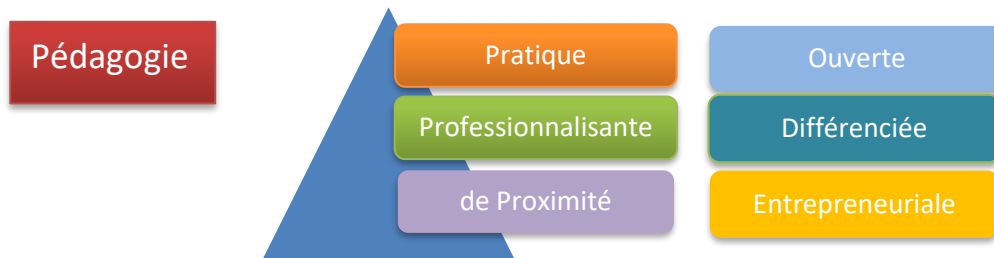 Pédagogie
Pratique
Ouverte
Professionnalisante
Différenciée
de Proximité
Entrepreneuriale